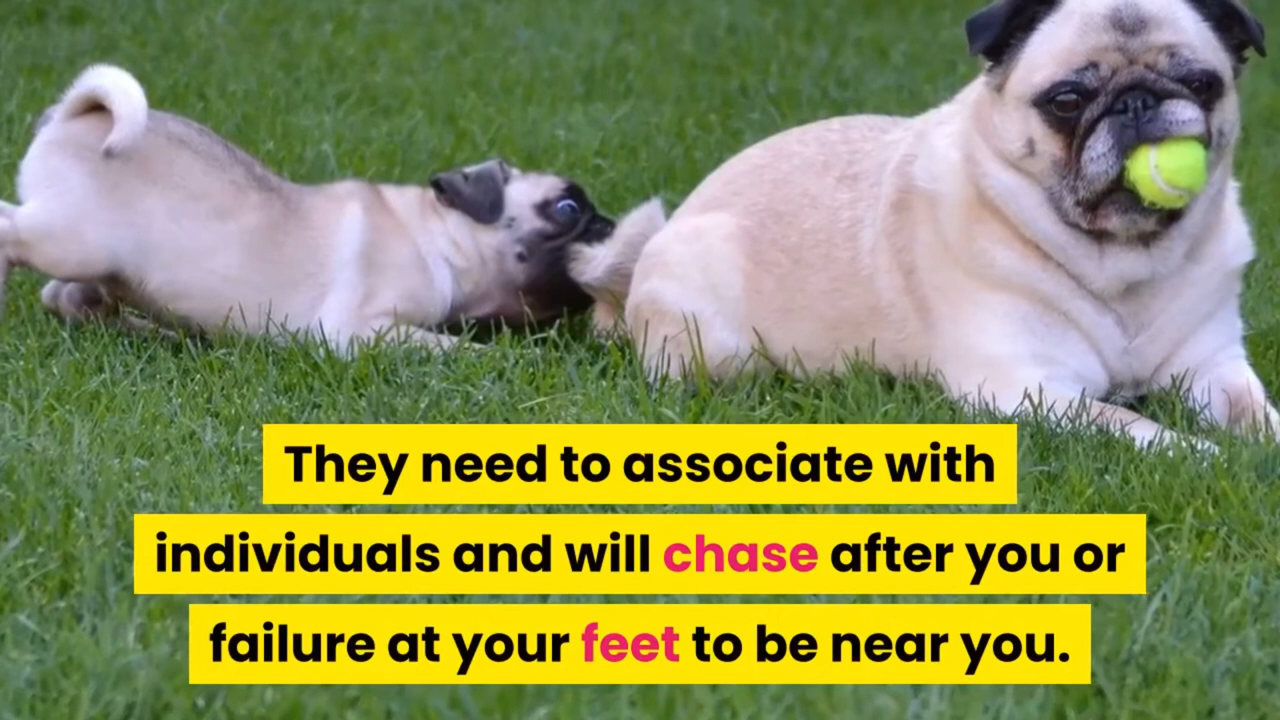 They need to associate with
individuals and will chase after you or
failure at your feet to be near you.